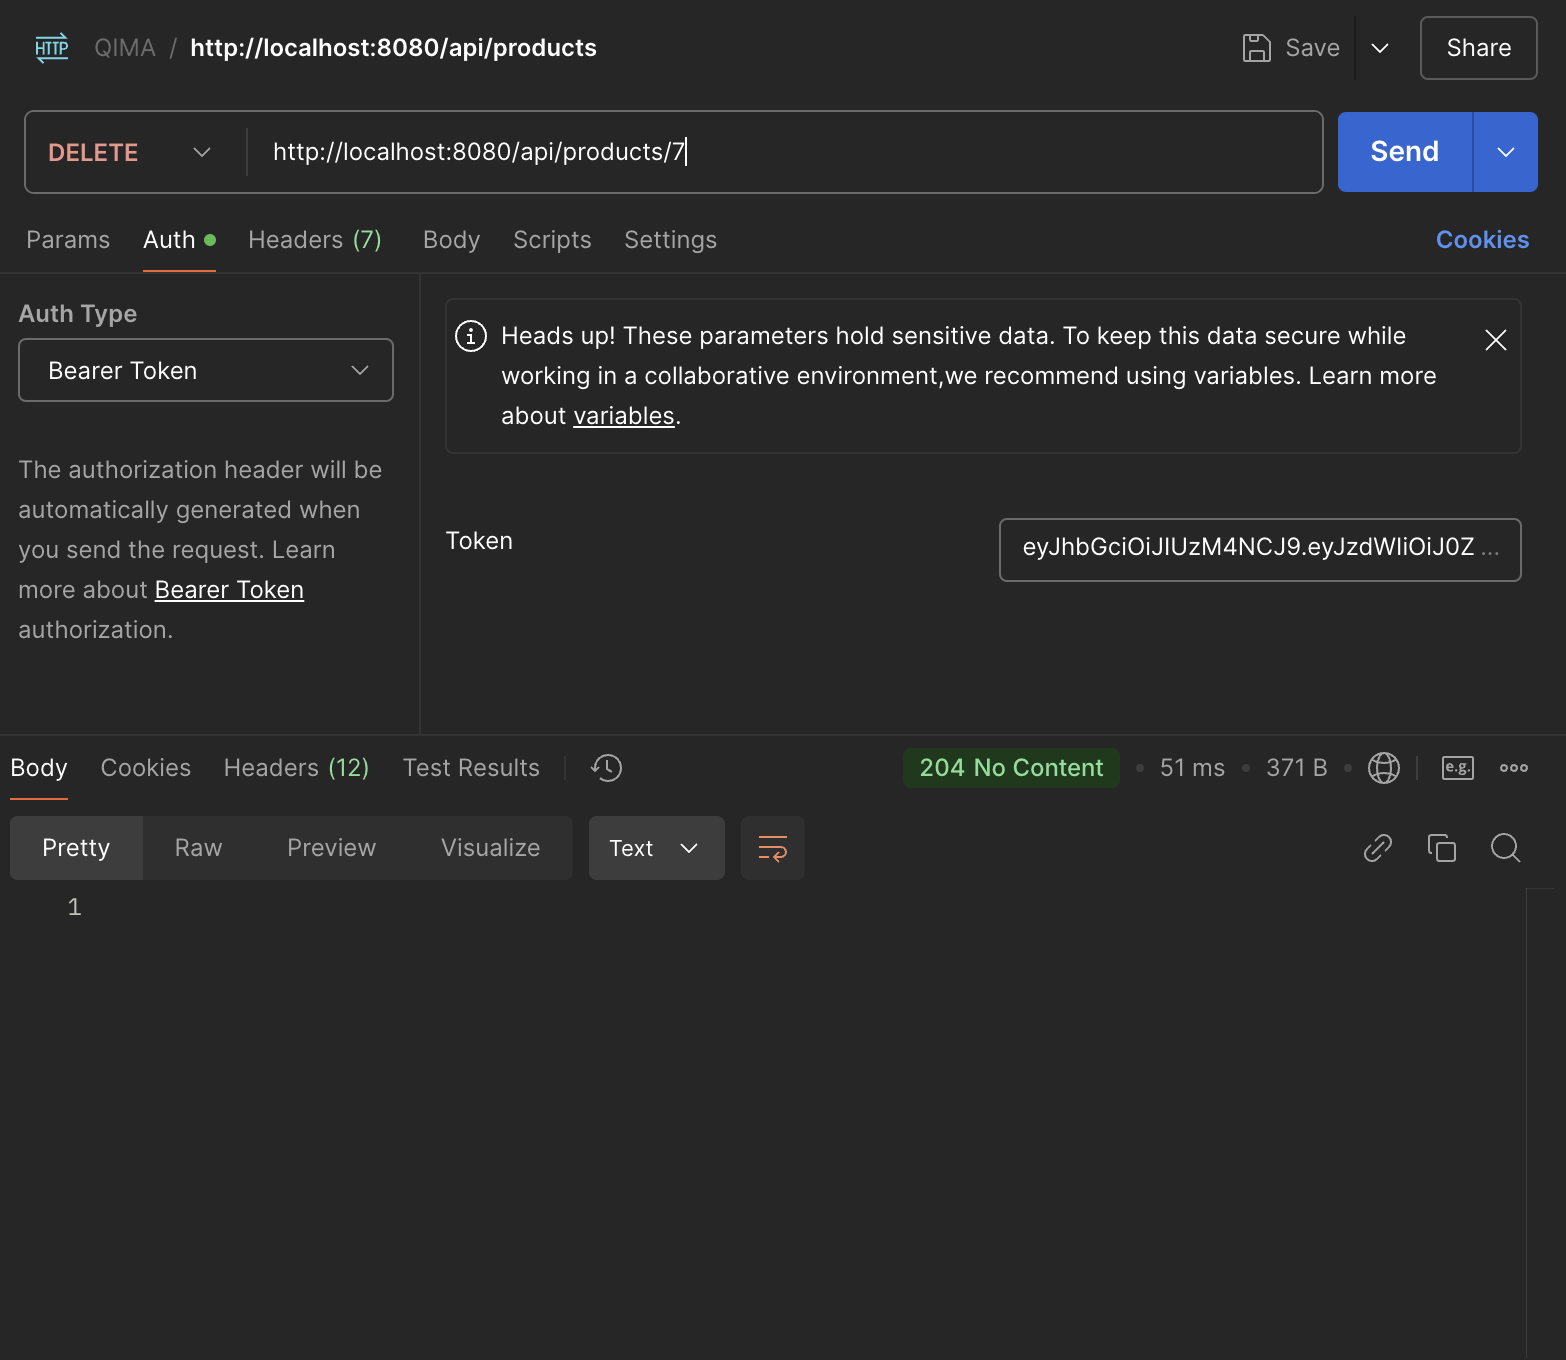 HTTP QIMA / http://localhost:8080/api/products Save Share
DELETE http://localhost:8080/api/products/7 Send
Params Auth Headers (7) Body Scripts Settings Cookies
Auth Type
Bearer Token
The authorization header will be
automatically generated when
you send the request. Learn
more about Bearer Token
authorization.
Heads up! These parameters hold sensitive data. To keep this data secure while
working in a collaborative environment,we recommend using variables. Learn more
about variables.
Token eyJhbGciOiJIUzM4NCJ9.eyJzdWIiOiJ0Z ...
Body Cookies Headers (12) Test Results 204 No Content • 51 ms • 371 B • e.g.
Pretty Raw Preview Visualize Text
1